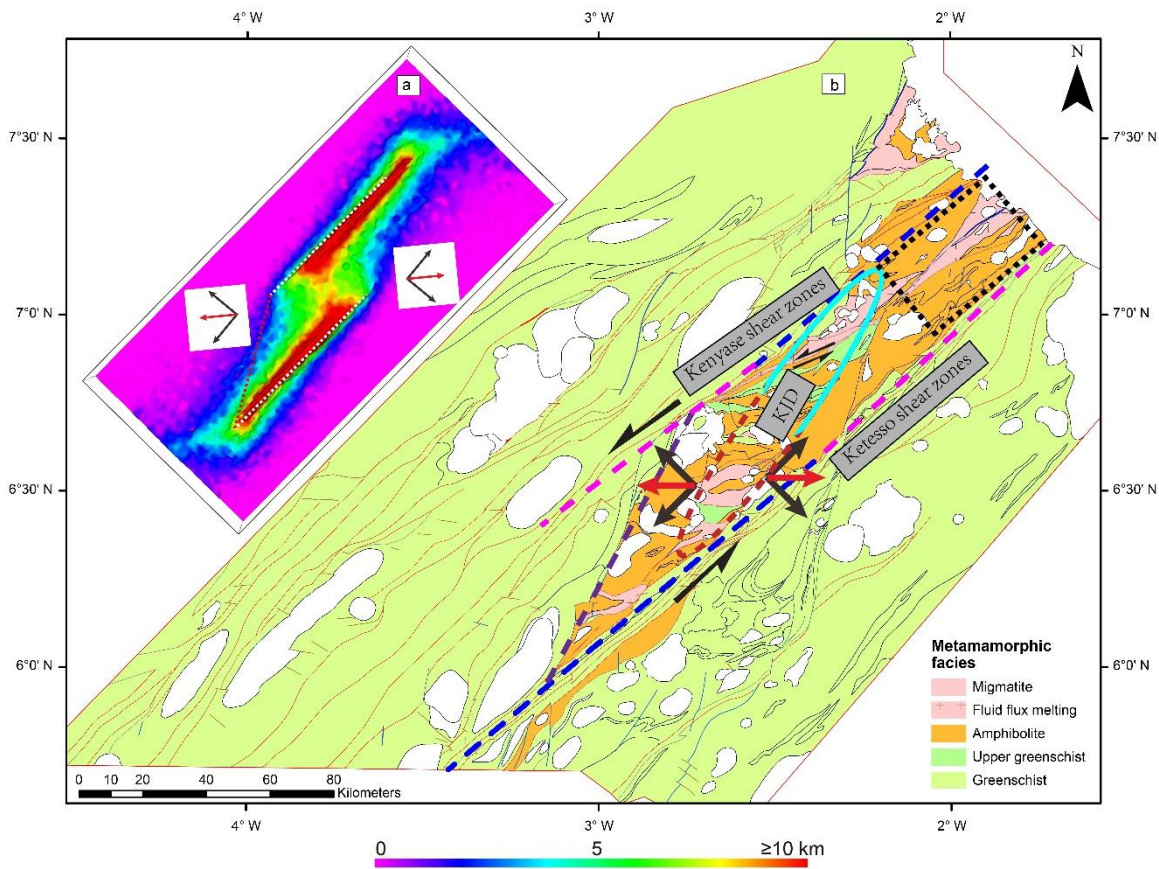 4° W 3° W 2° W
a
b
N
7°30' N 7°30' N
7°0' N 7°0' N
6°30' N 6°30' N
6°0' N 6°0' N
Kenyase shear zones
KJD
Ketesso shear zones
Metamamorphic
facies
Migmatite
Fluid flux melting
Amphibolite
Upper greenschist
Greenschist
0 10 20 40 60 80
Kilometers
4° W 3° W 2° W
0 5 ≥10 km